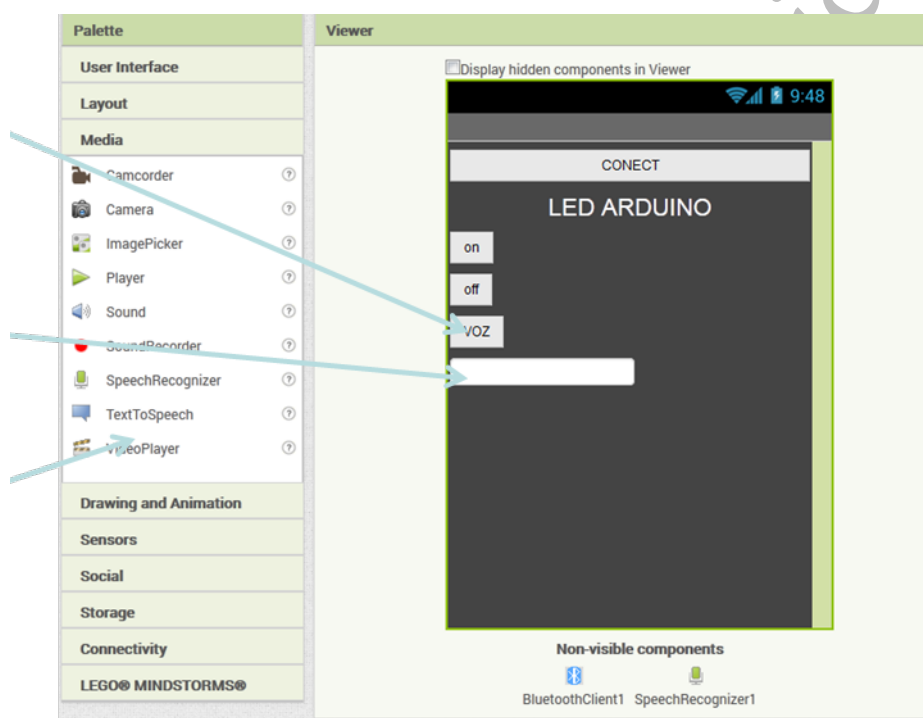 Palette
User Interface
Layout
Media
Camcorder
Camera
ImagePicker
Player
Sound
SoundRecorder
SpeechRecognizer
TextToSpeech
VideoPlayer
Drawing and Animation
Sensors
Social
Storage
Connectivity
LEGO® MINDSTORMS®
Viewer
Display hidden components in Viewer
9:48
CONECT
LED ARDUINO
on
off
VOZ
Non-visible components
BluetoothClient1 SpeechRecognizer1